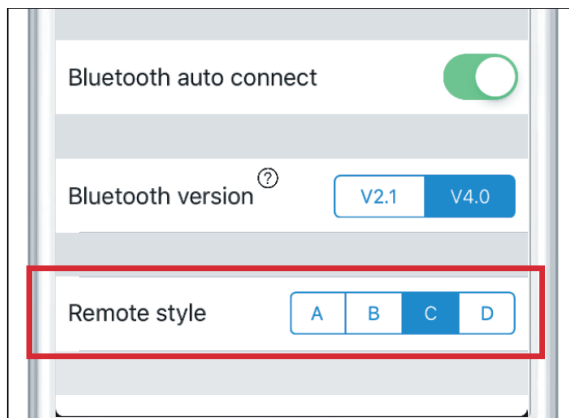 Bluetooth auto connect
Bluetooth version ? V2.1 V4.0
Remote style A B C D